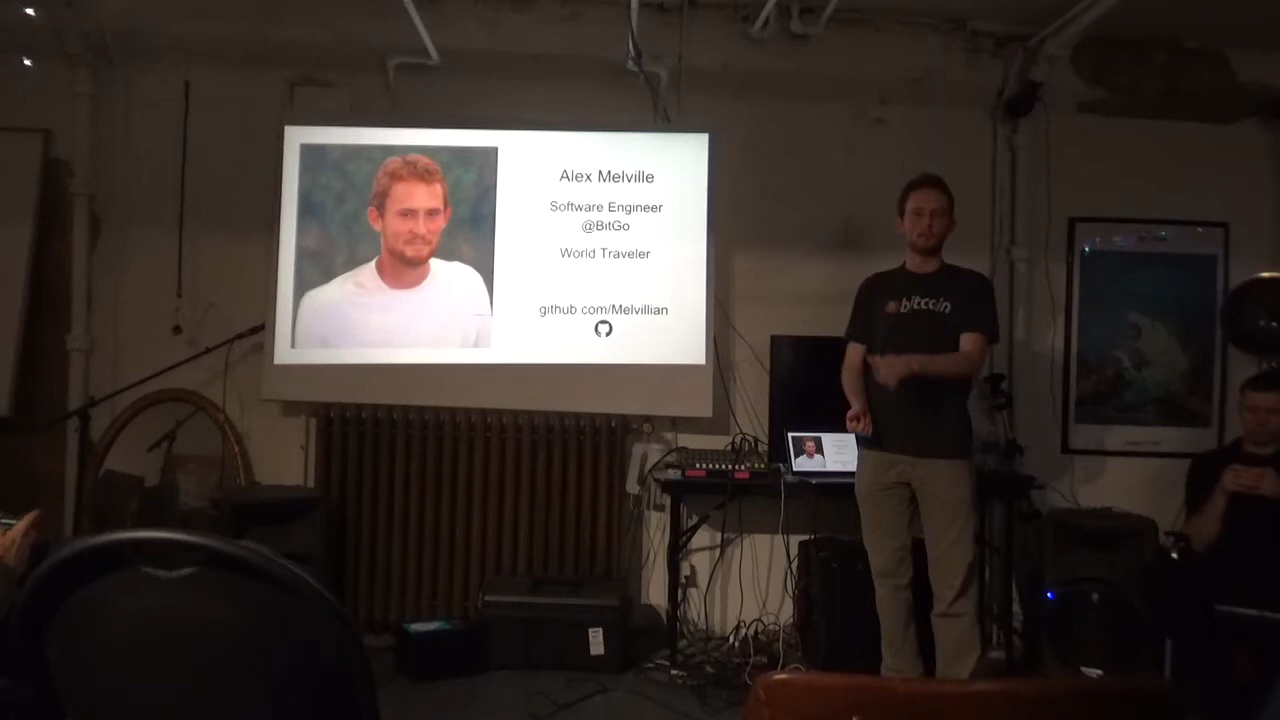 Alex Melville
Software Engineer
@BitGo
World Traveler
github com/Melvillian
bitcoin